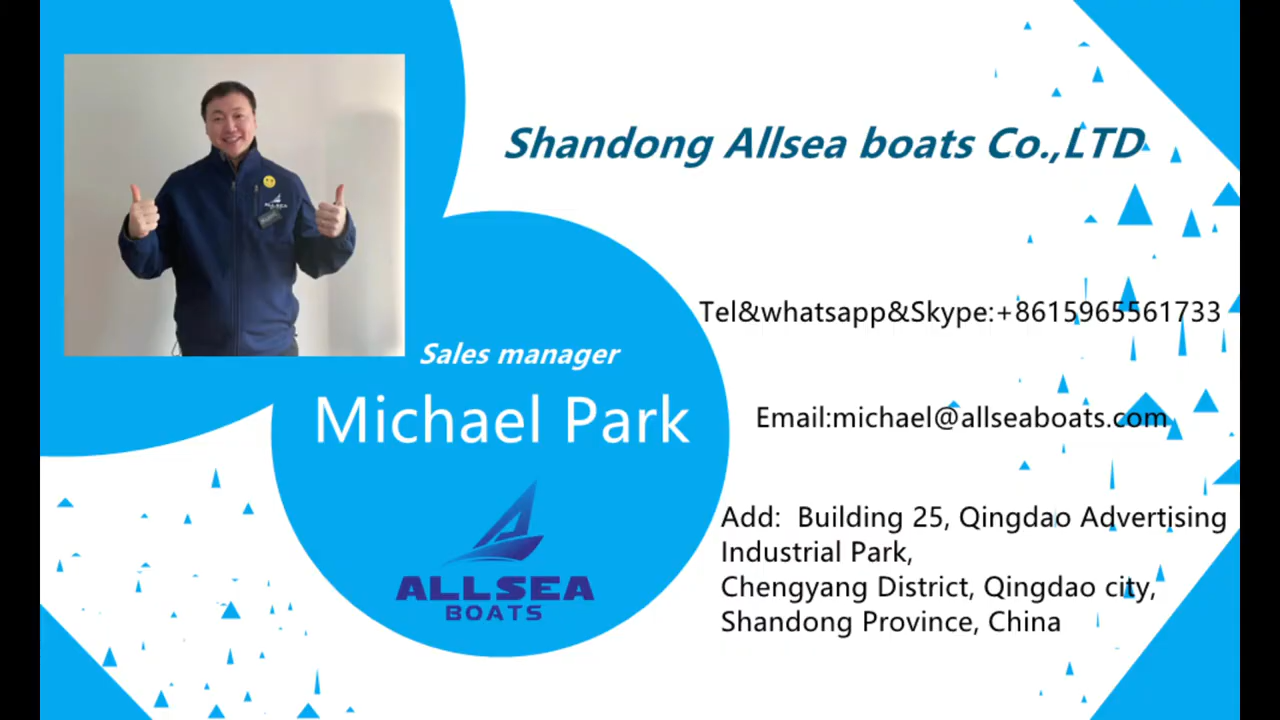 Shandong Allsea boats Co.,LTD
ALLSEA
Tel&whatsapp&Skype:+8615965561733
Sales manager
Michael Park
Email:michael@allseaboats.com
ALLSEA
BOATS
Add:  Building 25, Qingdao Advertising
Industrial Park,
Chengyang District, Qingdao city,
Shandong Province, China